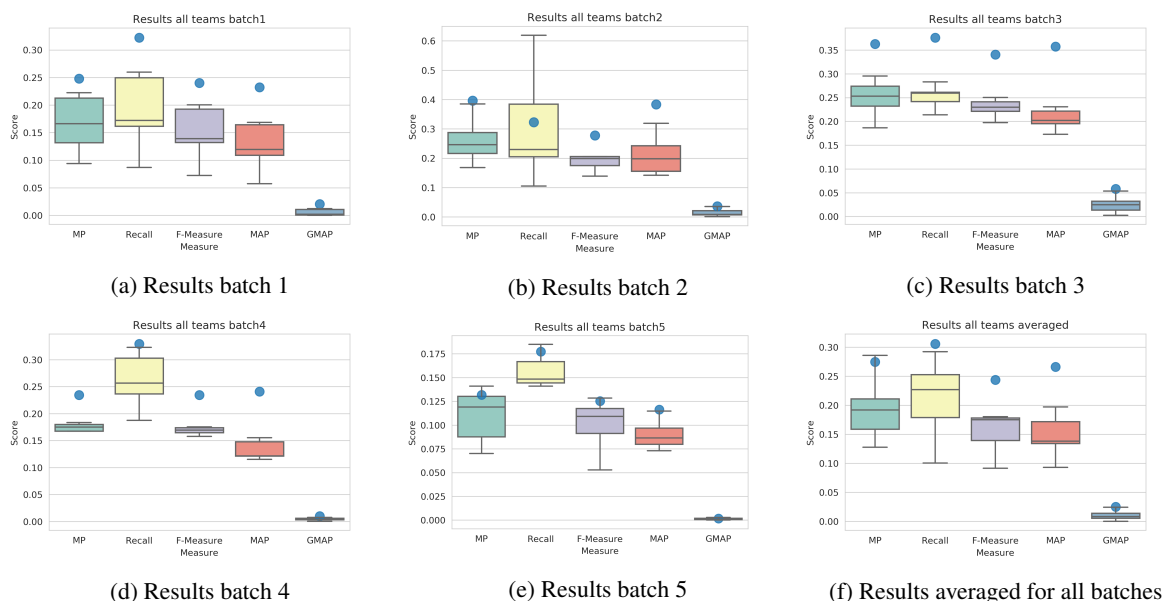 Results all teams batch1
0.30
0.25
0.20
0.15
0.10
0.05
0.00
Score
MP Recall F-Measure MAP GMAP
Measure
(a) Results batch 1
Results all teams batch2
0.6
0.5
0.4
0.3
0.2
0.1
0.0
Score
MP Recall F-Measure MAP GMAP
Measure
(b) Results batch 2
Results all teams batch3
0.35
0.30
0.25
0.20
0.15
0.10
0.05
0.00
Score
MP Recall F-Measure MAP GMAP
Measure
(c) Results batch 3
Results all teams batch4
0.30
0.25
0.20
0.15
0.10
0.05
0.00
Score
MP Recall F-Measure MAP GMAP
Measure
(d) Results batch 4
Results all teams batch5
0.175
0.150
0.125
0.100
0.075
0.050
0.025
0.000
Score
MP Recall F-Measure MAP GMAP
Measure
(e) Results batch 5
Results all teams averaged
0.30
0.25
0.20
0.15
0.10
0.05
0.00
Score
MP Recall F-Measure MAP GMAP
Measure
(f) Results averaged for all batches